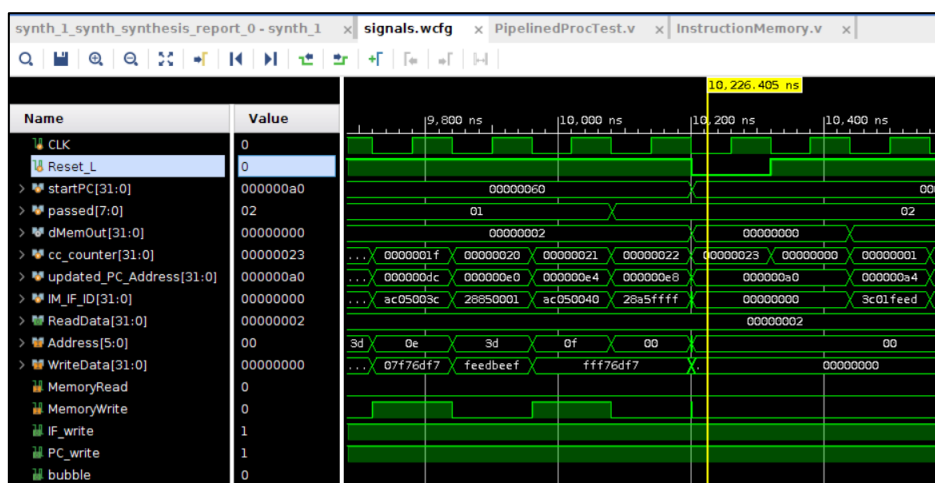 synth_1_synth_synthesis_report_0 - synth_1 x signals.wcfg x PipelinedProcTest.v x InstructionMemory.v x
10,226.405 ns
Name Value 9,800 ns 10,000 ns 10,200 ns 10,400 ns
CLK 0
Reset_L 0
startPC[31:0] 000000a0 00000060 00
passed[7:0] 02 01 02
dMemOut[31:0] 00000000 00000002 00000000
cc_counter[31:0] 00000023 ... 0000001f 00000020 00000021 00000022 00000023 00000000 00000001
updated_PC_Address[31:0] 000000a0 ... 000000dc 000000e0 000000e4 000000e8 000000a0 000000a4
IM_IF_ID[31:0] 00000000 ... ac05003c 28850001 ac050040 28a5ffff 00000000 3c01feed
ReadData[31:0] 00000002 00000002
Address[5:0] 00 3d 0e 3d 0f 00 00
WriteData[31:0] 00000000 ... 07f76df7 feedbeef fff76df7 . 00000000
MemoryRead 0
MemoryWrite 0
IF_write 1
PC_write 1
bubble 0